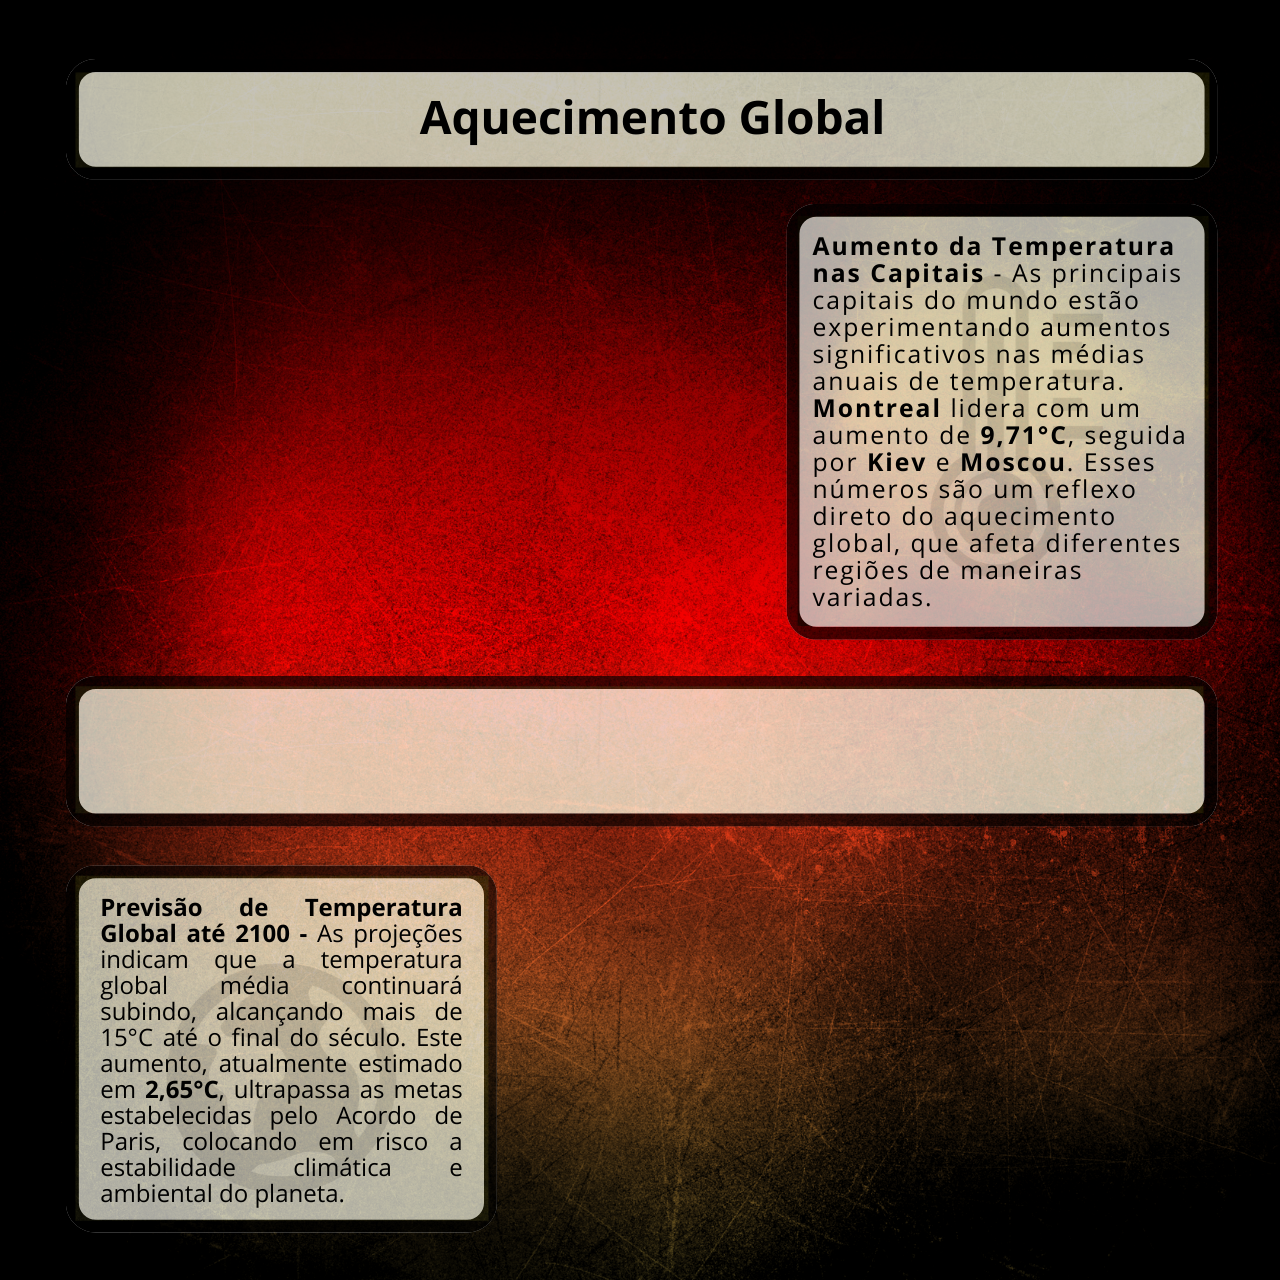 Aquecimento Global
Aumento da Temperatura
nas Capitais - As principais
capitais do mundo estão
experimentando aumentos
significativos nas médias
anuais de temperatura.
Montreal lidera com um
aumento de 9,71°C, seguida
por Kiev e Moscou. Esses
números são um reflexo
direto do aquecimento
global, que afeta diferentes
regiões de maneiras
variadas.
Previsão de Temperatura
Global até 2100 - As projeções
indicam que a temperatura
global média continuará
subindo, alcançando mais de
15°C até o final do século. Este
aumento, atualmente estimado
em 2,65°C, ultrapassa as metas
estabelecidas pelo Acordo de
Paris, colocando em risco a
estabilidade climática e
ambiental do planeta.